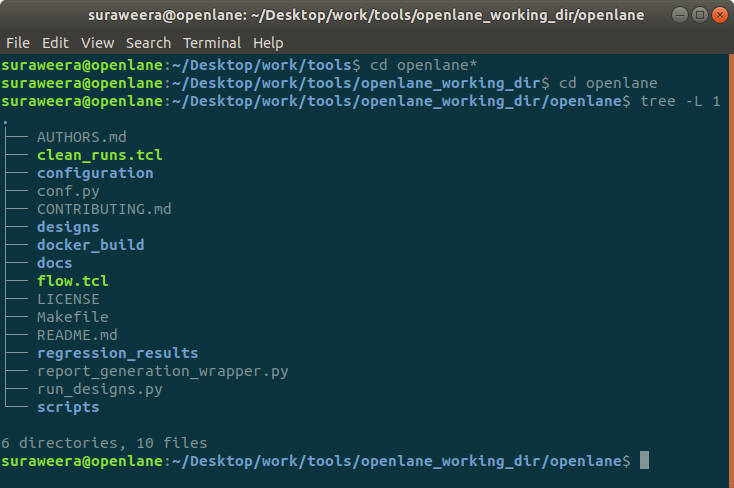 suraweera@openlane: ~/Desktop/work/tools/openlane_working_dir/openlane
File Edit View Search Terminal Help
suraweera@openlane:~/Desktop/work/tools$ cd openlane*
suraweera@openlane:~/Desktop/work/tools/openlane_working_dir$ cd openlane
suraweera@openlane:~/Desktop/work/tools/openlane_working_dir/openlane$ tree -L 1
.
├── AUTHORS.md
├── clean_runs.tcl
├── configuration
├── conf.py
├── CONTRIBUTING.md
├── designs
├── docker_build
├── docs
├── flow.tcl
├── LICENSE
├── Makefile
├── README.md
├── regression_results
├── report_generation_wrapper.py
├── run_designs.py
└── scripts
6 directories, 10 files
suraweera@openlane:~/Desktop/work/tools/openlane_working_dir/openlane$